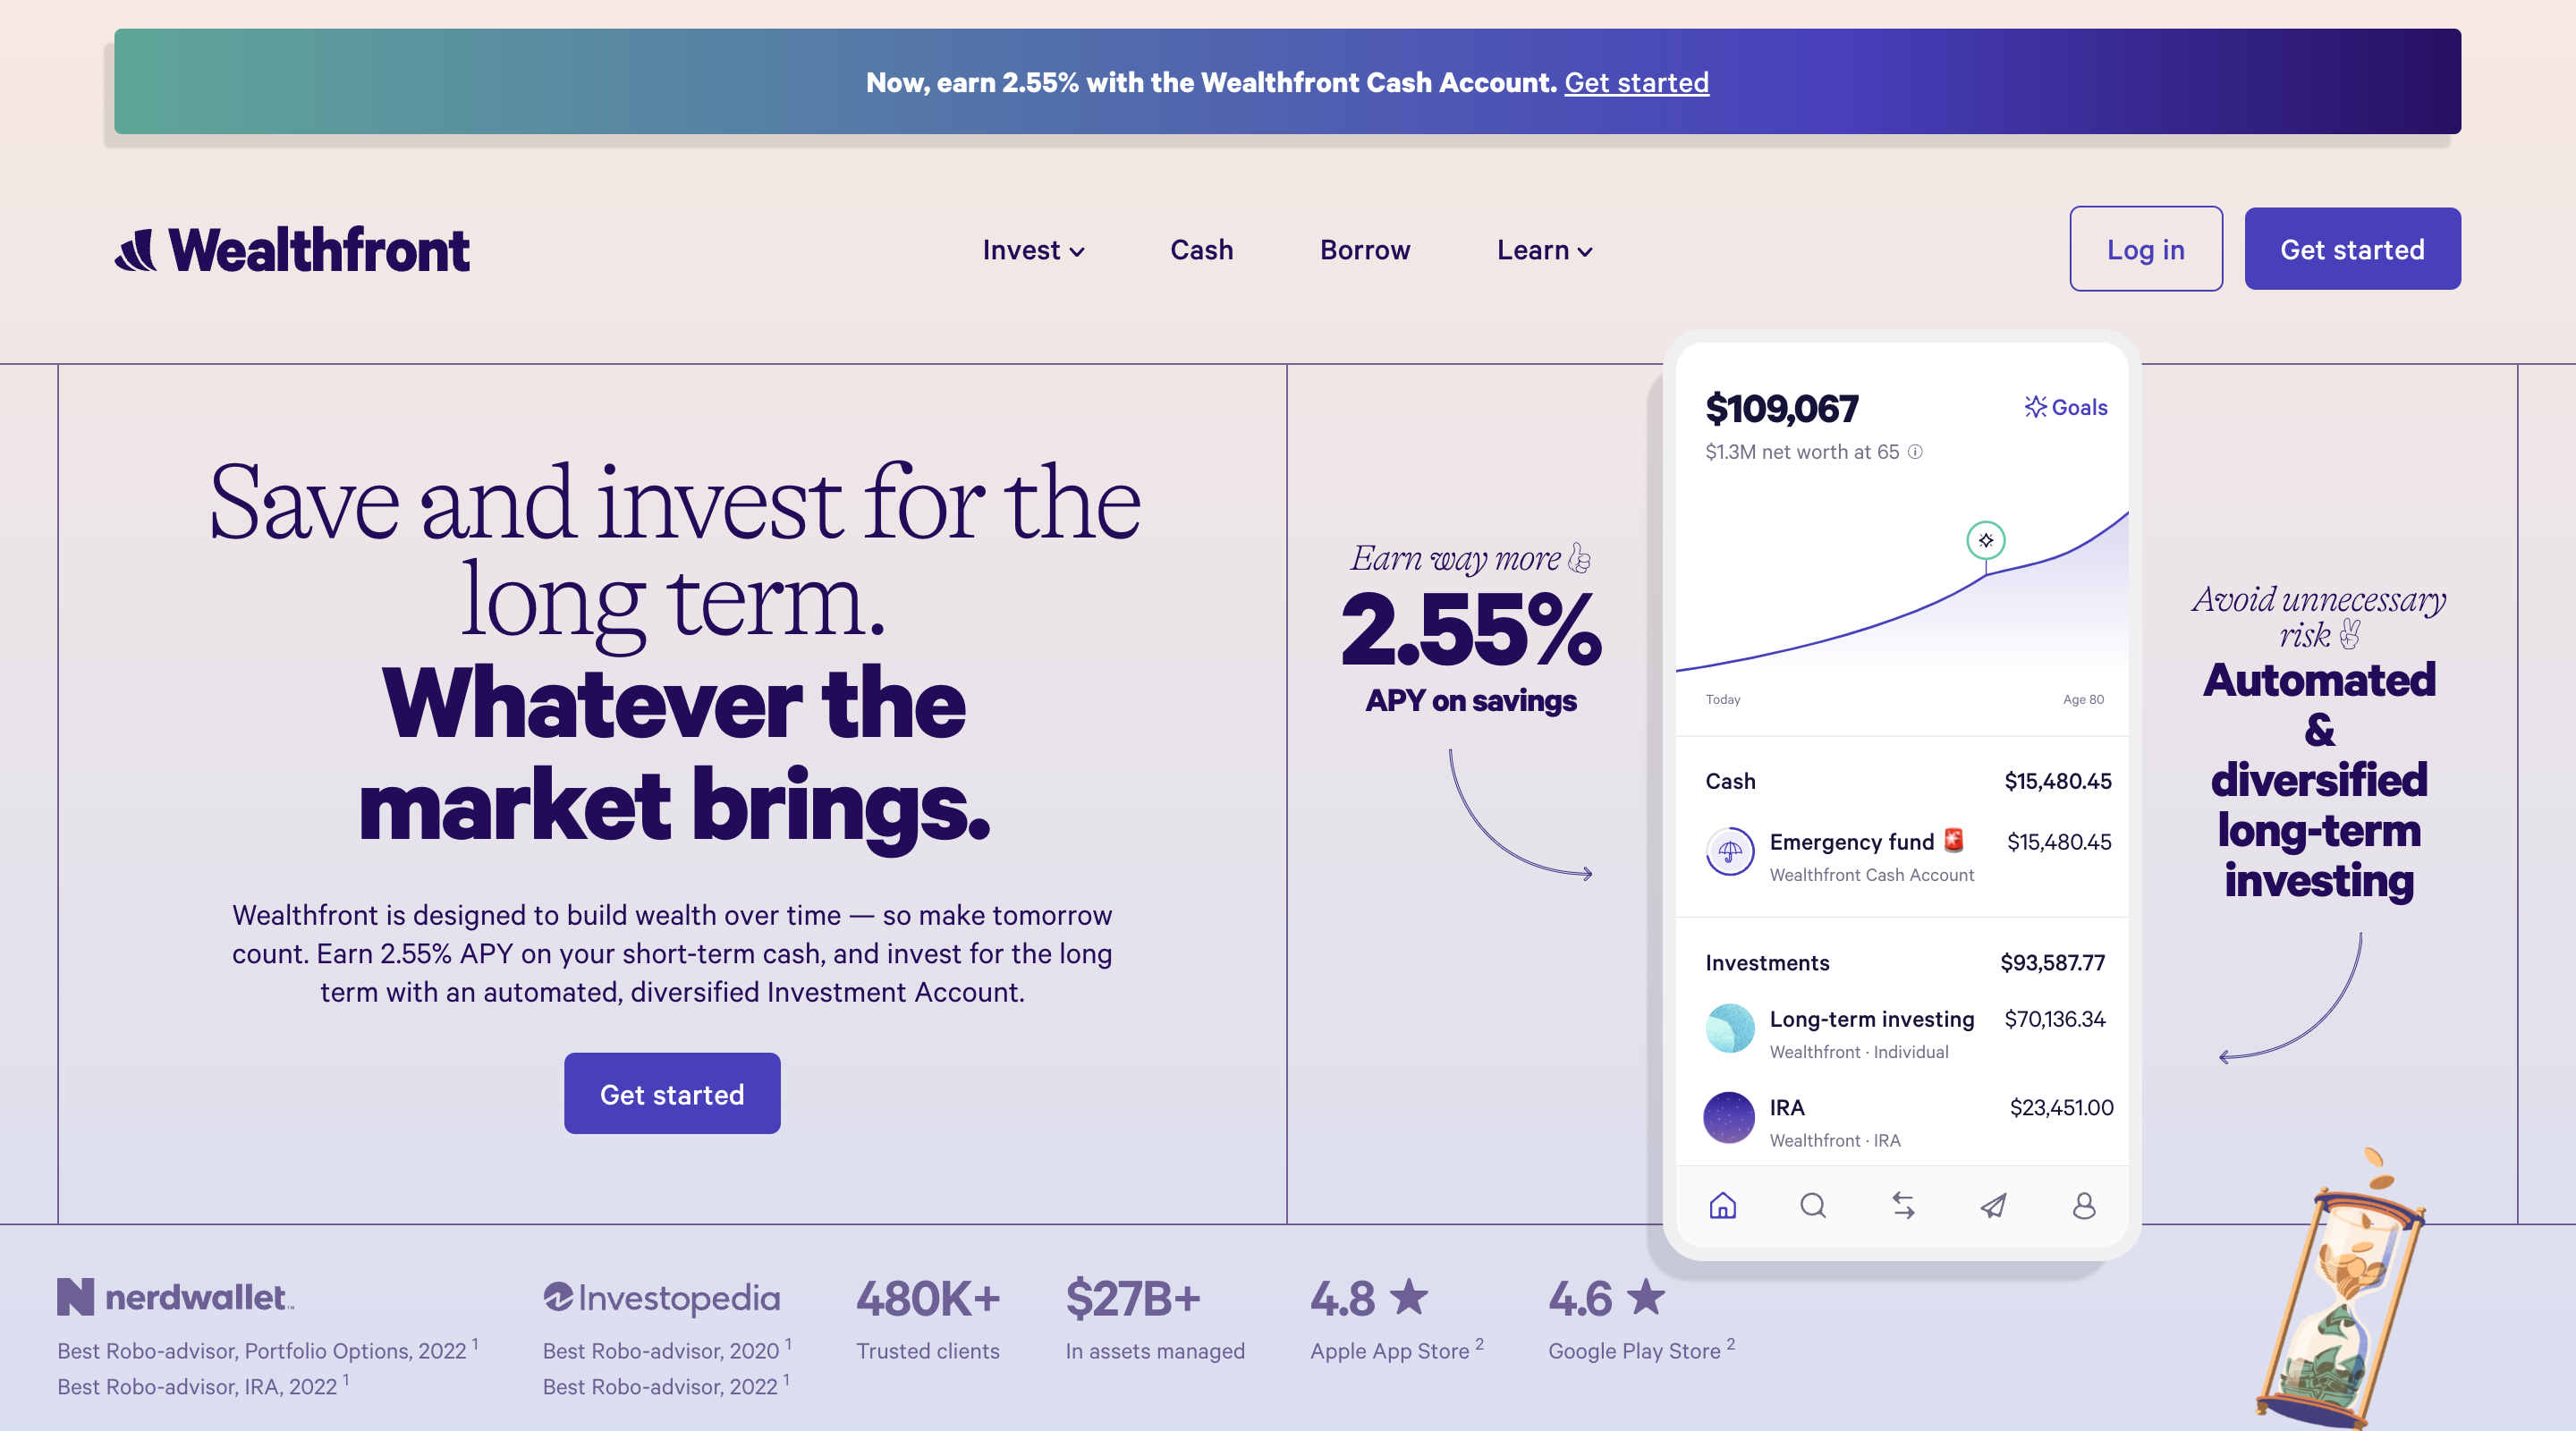 Now, earn 2.55% with the Wealthfront Cash Account. Get started
Wealthfront
Invest
Cash
Borrow
Learn
Log in
Get started
Save and invest for the
long term.
Whatever the
market brings.
Wealthfront is designed to build wealth over time — so make tomorrow
count. Earn 2.55% APY on your short-term cash, and invest for the long
term with an automated, diversified Investment Account.
Get started
Earn way more 👍
2.55%
APY on savings
$109,067
Goals
$1.3M net worth at 65 ⓘ
Today
Age 80
Cash
$15,480.45
Emergency fund 🚨
$15,480.45
Wealthfront Cash Account
Investments
$93,587.77
Long-term investing
$70,136.34
Wealthfront · Individual
IRA
$23,451.00
Wealthfront · IRA
Avoid unnecessary
risk ✌
Automated
&
diversified
long-term
investing
nerdwallet™
Best Robo-advisor, Portfolio Options, 2022 1
Best Robo-advisor, IRA, 2022 1
Investopedia
Best Robo-advisor, 2020 1
Best Robo-advisor, 2022 1
480K+
Trusted clients
$27B+
In assets managed
4.8 ★
Apple App Store 2
4.6 ★
Google Play Store 2